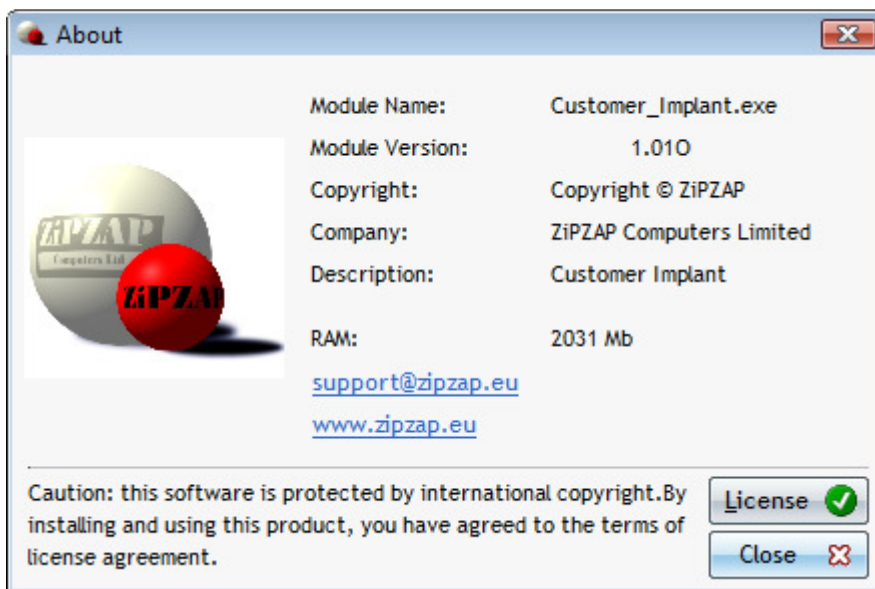 About
Module Name: Customer_Implant.exe
Module Version: 1.01O
Copyright: Copyright © ZiPZAP
Company: ZiPZAP Computers Limited
Description: Customer Implant
ZiPZAP
Computers Ltd
ZiPZAP
RAM: 2031 Mb
support@zipzap.eu
www.zipzap.eu
Caution: this software is protected by international copyright.By
installing and using this product, you have agreed to the terms of
license agreement.
License
Close